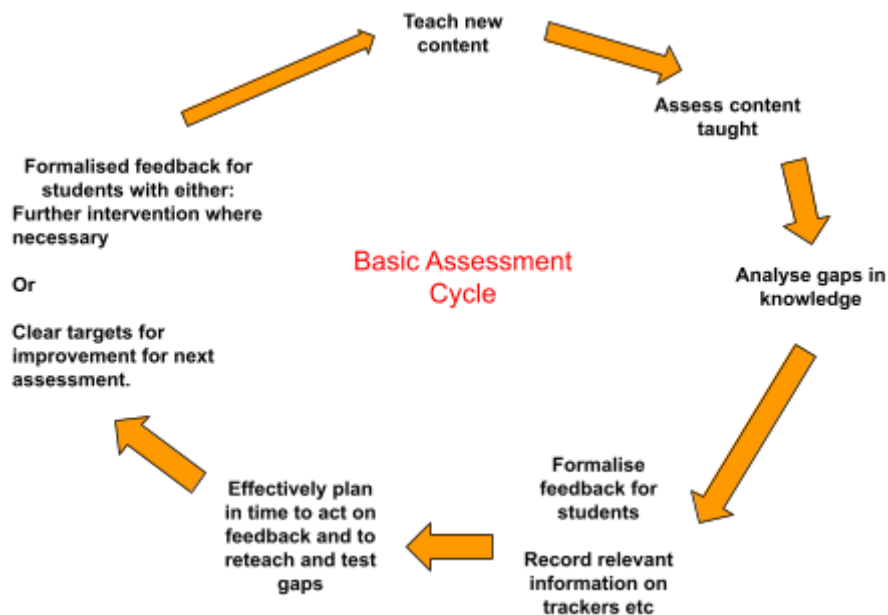 Teach new
content
Assess content
taught
Analyse gaps in
knowledge
Formalise
feedback for
students
Record relevant
information on
trackers etc
Effectively plan
in time to act on
feedback and to
reteach and test
gaps
Formalised feedback for
students with either:
Further intervention where
necessary
Or
Clear targets for
improvement for next
assessment.
Basic Assessment
Cycle